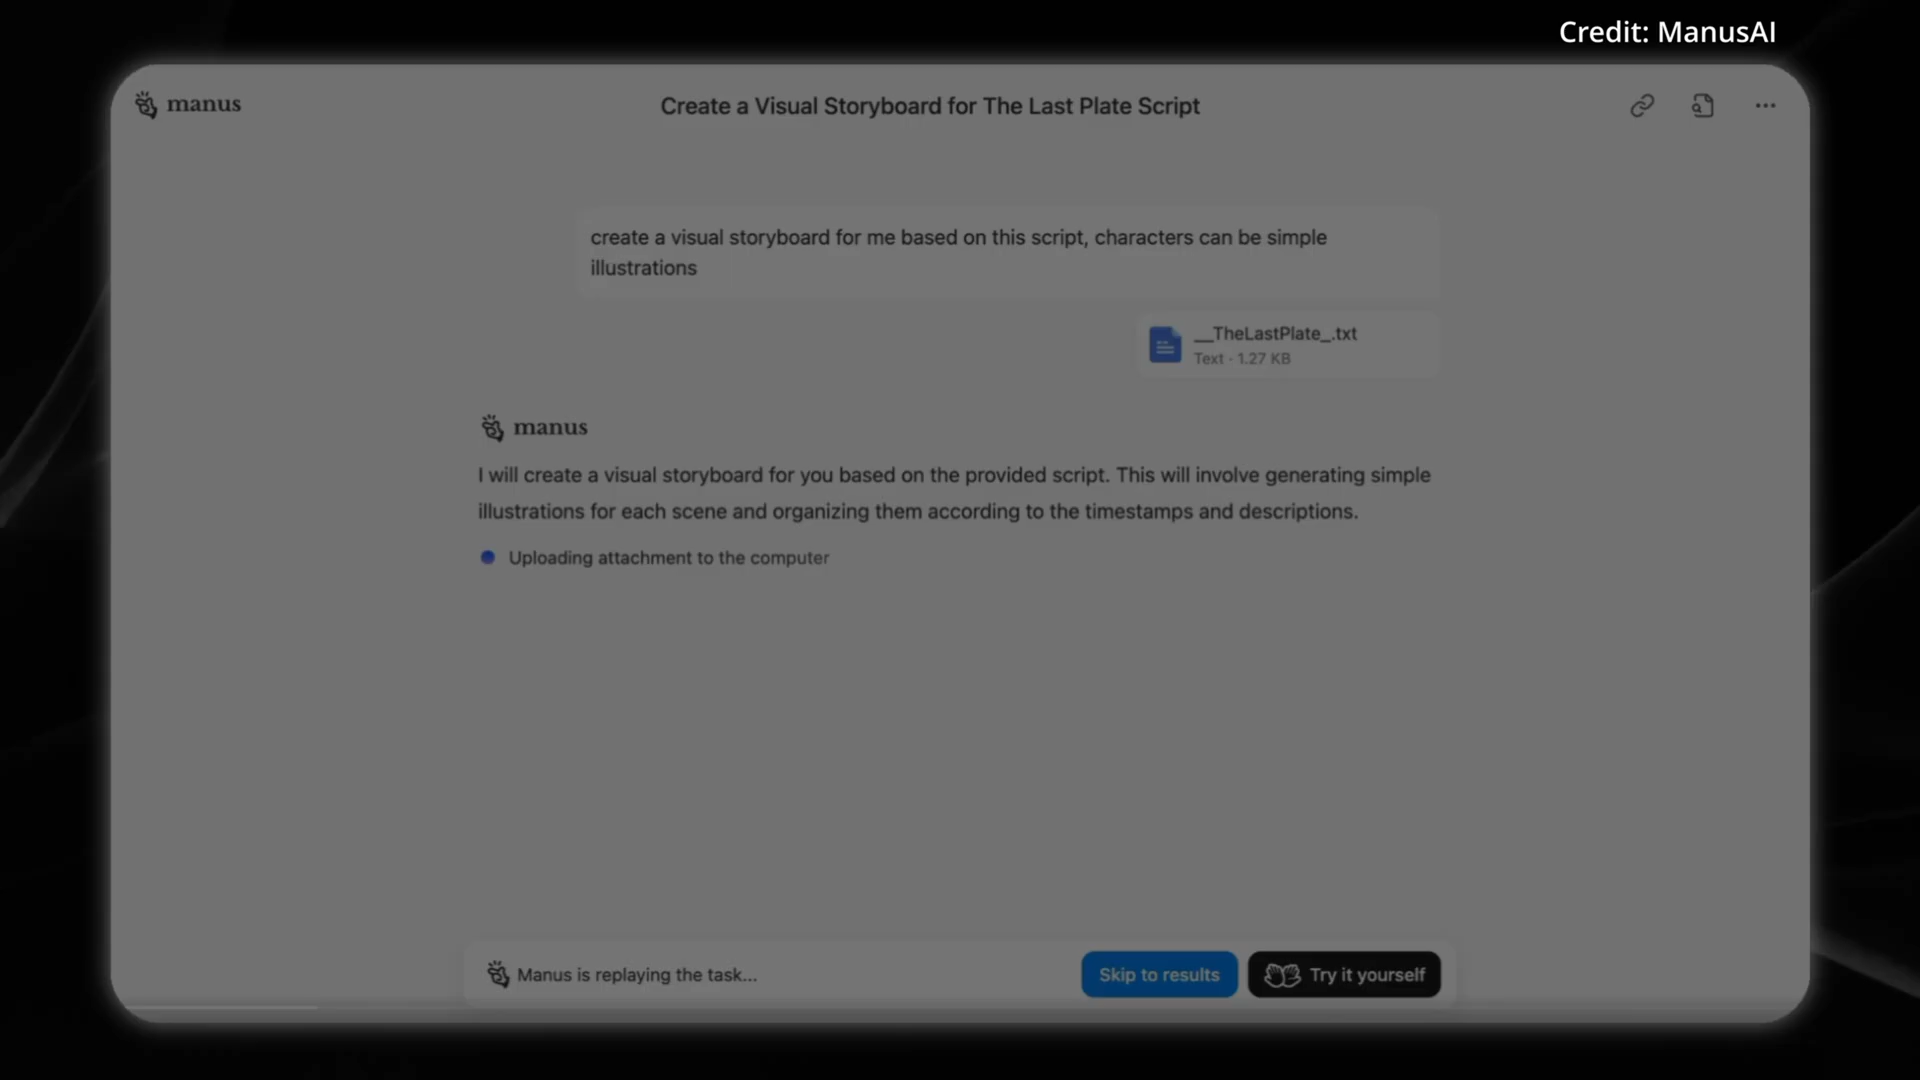 Credit: ManusAI
manus
Create a Visual Storyboard for The Last Plate Script
create a visual storyboard for me based on this script, characters can be simple
illustrations
__TheLastPlate_.txt
Text · 1.27 KB
manus
I will create a visual storyboard for you based on the provided script. This will involve generating simple
illustrations for each scene and organizing them according to the timestamps and descriptions.
Uploading attachment to the computer
Manus is replaying the task...
Skip to results
Try it yourself